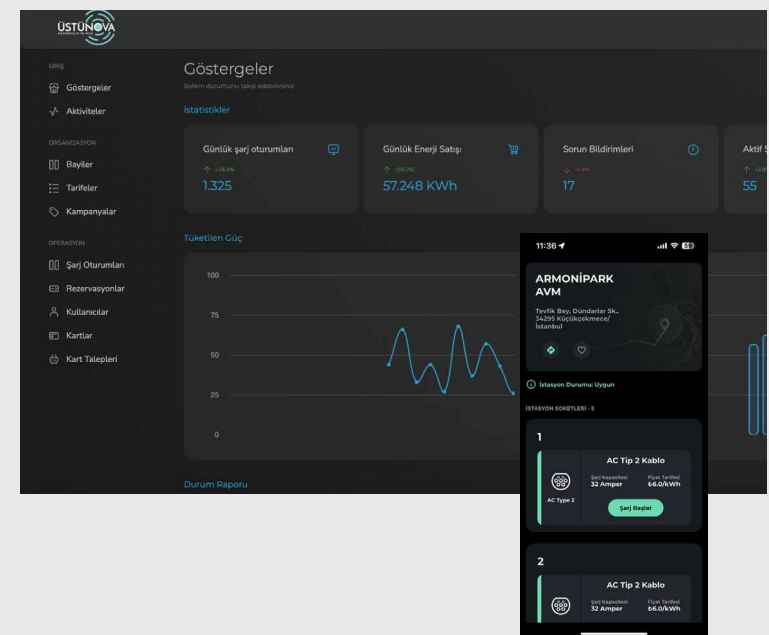 ÜSTÜNOVA
GİRİŞ
Göstergeler
Aktiviteler
ORGANİZASYON
Bayiler
Tarifeler
Kampanyalar
OPERASYON
Şarj Oturumları
Rezervasyonlar
Kullanıcılar
Kartlar
Kart Talepleri
Göstergeler
Sistem durumunu takip edebilirsiniz
İstatistikler
Günlük şarj oturumları
1.325
Günlük Enerji Satışı
57.248 KWh
Sorun Bildirimleri
17
Aktif
55
Tüketilen Güç
100
75
50
25
0
Durum Raporu
11:36
ARMONİPARK
AVM
Tevfik Bey, Dündarlar Sk.,
34295 Küçükçekmece/
İstanbul
İstasyon Durumu: Uygun
İSTASYON SOKETLERİ - 5
1
AC Tip 2 Kablo
Şarj Kapasitesi Fiyat Tarifesi
32 Amper ₺6.0/kWh
AC Type 2
Şarj Başlat
2
AC Tip 2 Kablo
Şarj Kapasitesi Fiyat Tarifesi
32 Amper ₺6.0/kWh